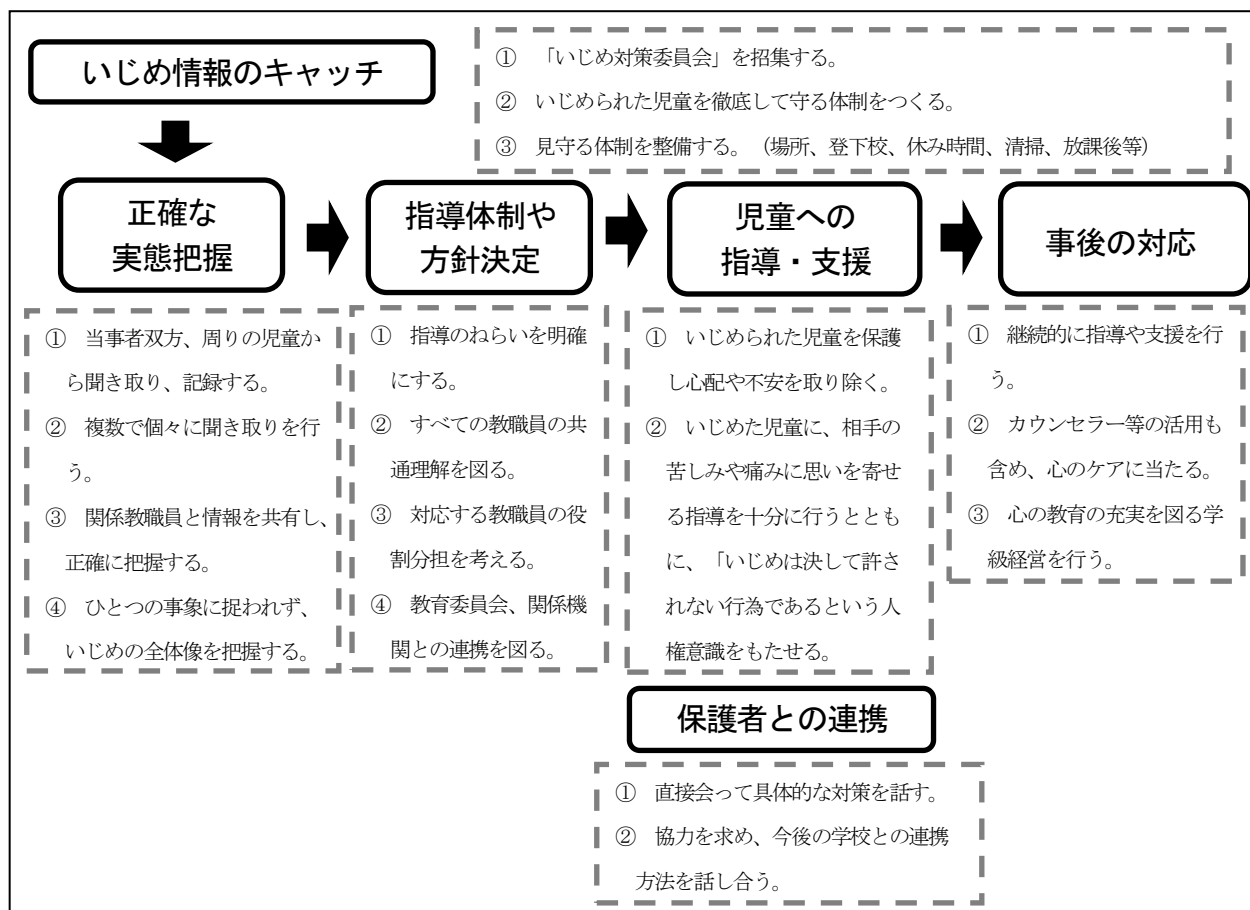 いじめ情報のキャッチ
① 「いじめ対策委員会」を招集する。
② いじめられた児童を徹底して守る体制をつくる。
③ 見守る体制を整備する。（場所、登下校、休み時間、清掃、放課後等）
正確な
実態把握
指導体制や
方針決定
児童への
指導・支援
事後の対応
① 当事者双方、周りの児童か
ら聞き取り、記録する。
② 複数で個々に聞き取りを行
う。
③ 関係教職員と情報を共有し、
正確に把握する。
④ ひとつの事象に捉われず、
いじめの全体像を把握する。
① 指導のねらいを明確
にする。
② すべての教職員の共
通理解を図る。
③ 対応する教職員の役
割分担を考える。
④ 教育委員会、関係機
関との連携を図る。
① いじめられた児童を保護
し心配や不安を取り除く。
② いじめた児童に、相手の
苦しみや痛みに思いを寄せ
る指導を十分に行うととも
に、「いじめは決して許さ
れない行為であるという人
権意識をもたせる。
① 継続的に指導や支援を行
う。
② カウンセラー等の活用も
含め、心のケアに当たる。
③ 心の教育の充実を図る学
級経営を行う。
保護者との連携
① 直接会って具体的な対策を話す。
② 協力を求め、今後の学校との連携
方法を話し合う。